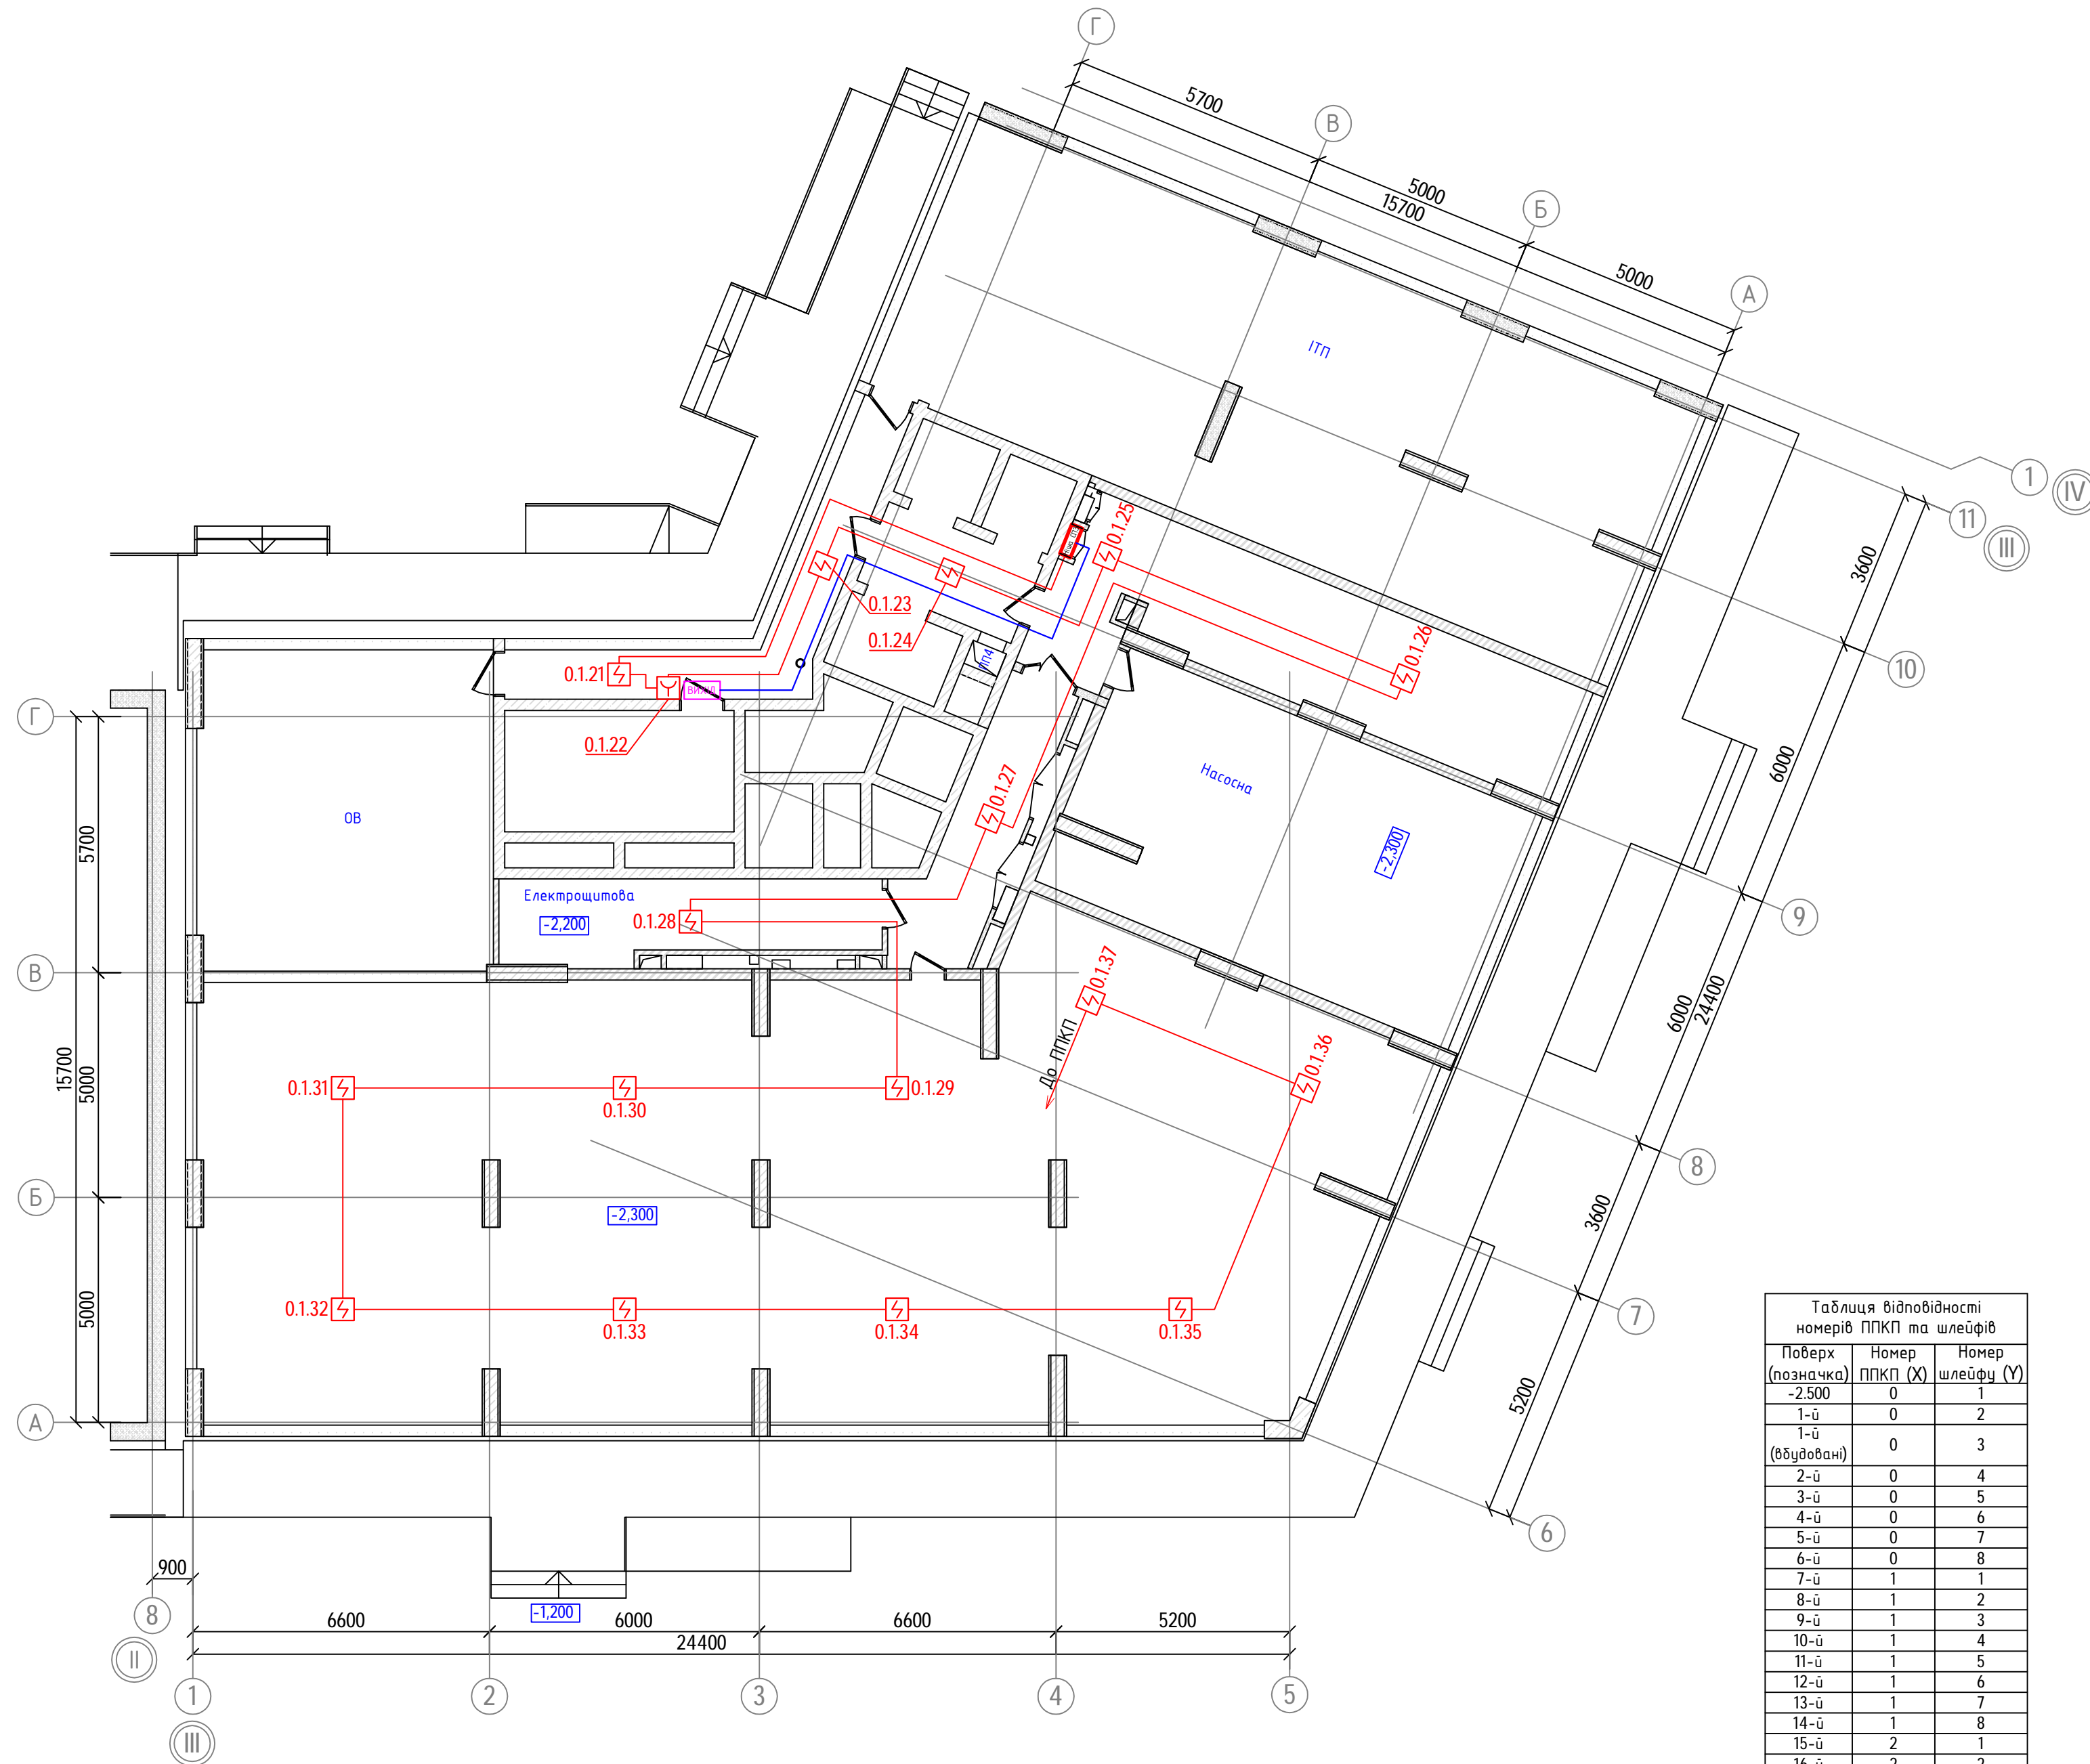 Г
5700
В
5000
15700
Б
5000
А
ІТП
1
IV
11
III
3600
10
0.1.25
0.1.23
0.1.24
0.1.26
ПП4
0.1.21
ВИХІД
0.1.22
Г
6000
0.1.27
Насосна
ОВ
5700
-2,300
Електрощитова
-2,200
0.1.28
9
В
0.1.37
6000
24400
До ППКП
0.1.36
15700
5000
0.1.31
0.1.30
0.1.29
8
Б
-2,300
3600
5000
0.1.32
0.1.33
0.1.34
0.1.35
7
А
5200
6
900
8
II
-1,200
6600
6000
6600
5200
24400
1
2
3
4
5
III
Таблиця відповідності
номерів ППКП та шлейфів
Поверх
(позначка)
Номер
ППКП (X)
Номер
шлейфу (Y)
-2.500 0 1
1-й 0 2
1-й
(вбудовані) 0 3
2-й 0 4
3-й 0 5
4-й 0 6
5-й 0 7
6-й 0 8
7-й 1 1
8-й 1 2
9-й 1 3
10-й 1 4
11-й 1 5
12-й 1 6
13-й 1 7
14-й 1 8
15-й 2 1